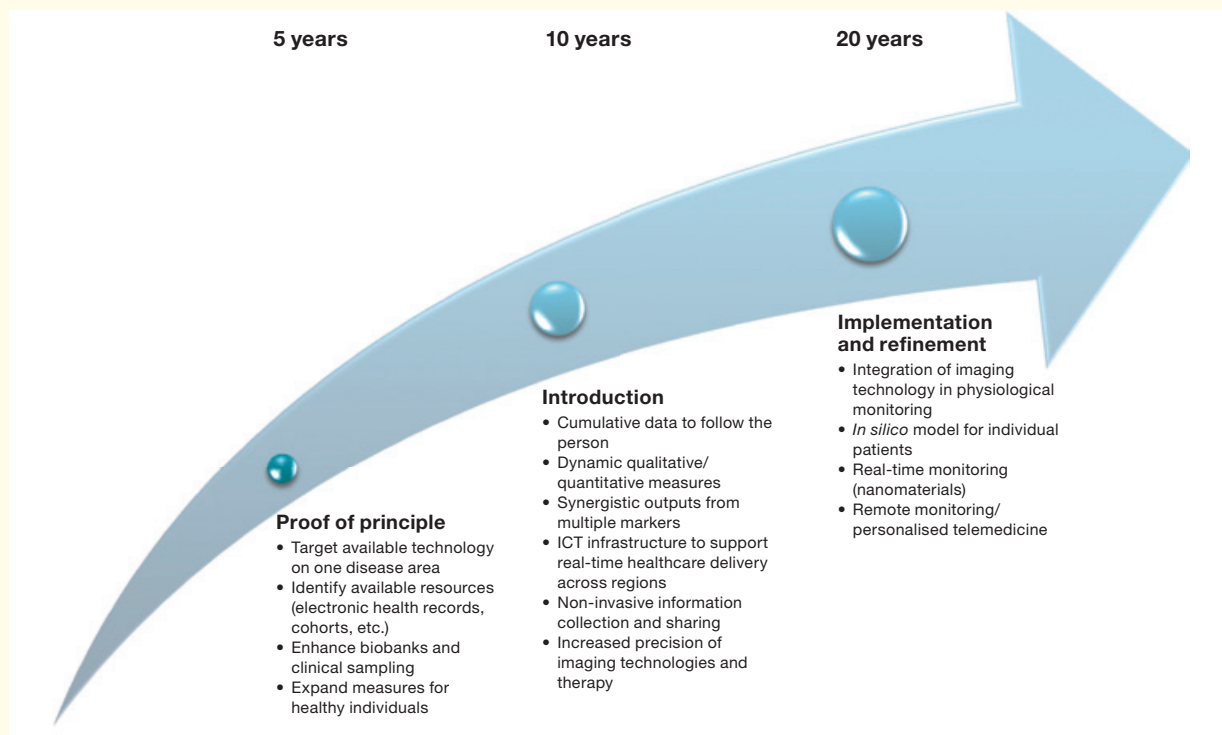 5 years
10 years
20 years
Proof of principle
• Target available technology
on one disease area
• Identify available resources
(electronic health records,
cohorts, etc.)
• Enhance biobanks and
clinical sampling
• Expand measures for
healthy individuals
Introduction
• Cumulative data to follow the
person
• Dynamic qualitative/
quantitative measures
• Synergistic outputs from
multiple markers
• ICT infrastructure to support
real-time healthcare delivery
across regions
• Non-invasive information
collection and sharing
• Increased precision of
imaging technologies and
therapy
Implementation
and refinement
• Integration of imaging
technology in physiological
monitoring
• In silico model for individual
patients
• Real-time monitoring
(nanomaterials)
• Remote monitoring/
personalised telemedicine